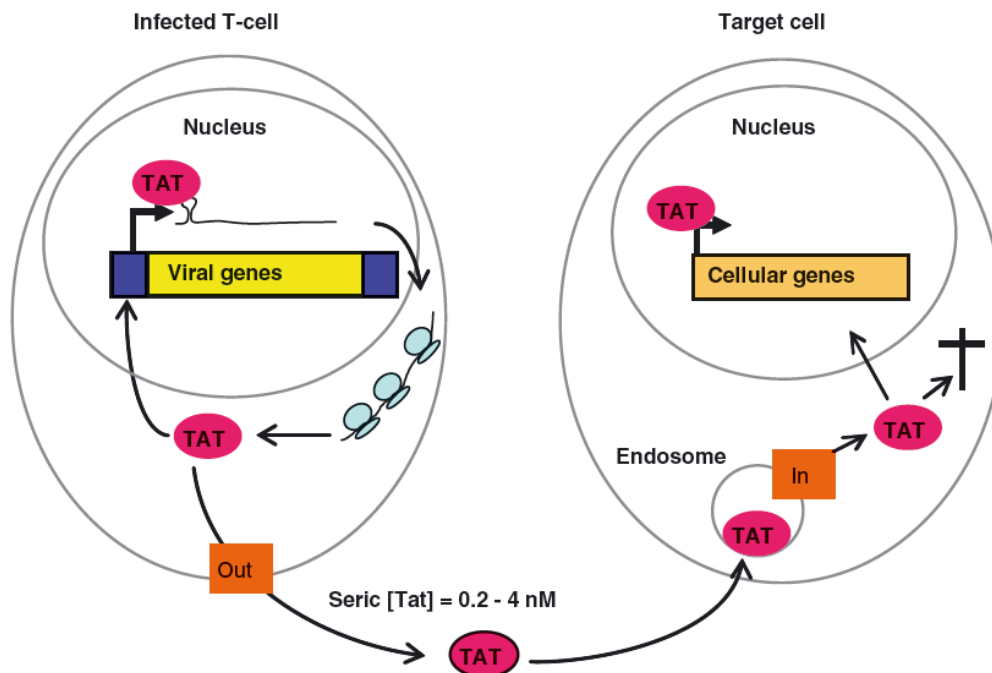 Infected T-cell
Target cell
Nucleus
Nucleus
TAT
TAT
Viral genes
Cellular genes
TAT
TAT
Endosome
In
TAT
Out
Seric [Tat] = 0.2 - 4 nM
TAT